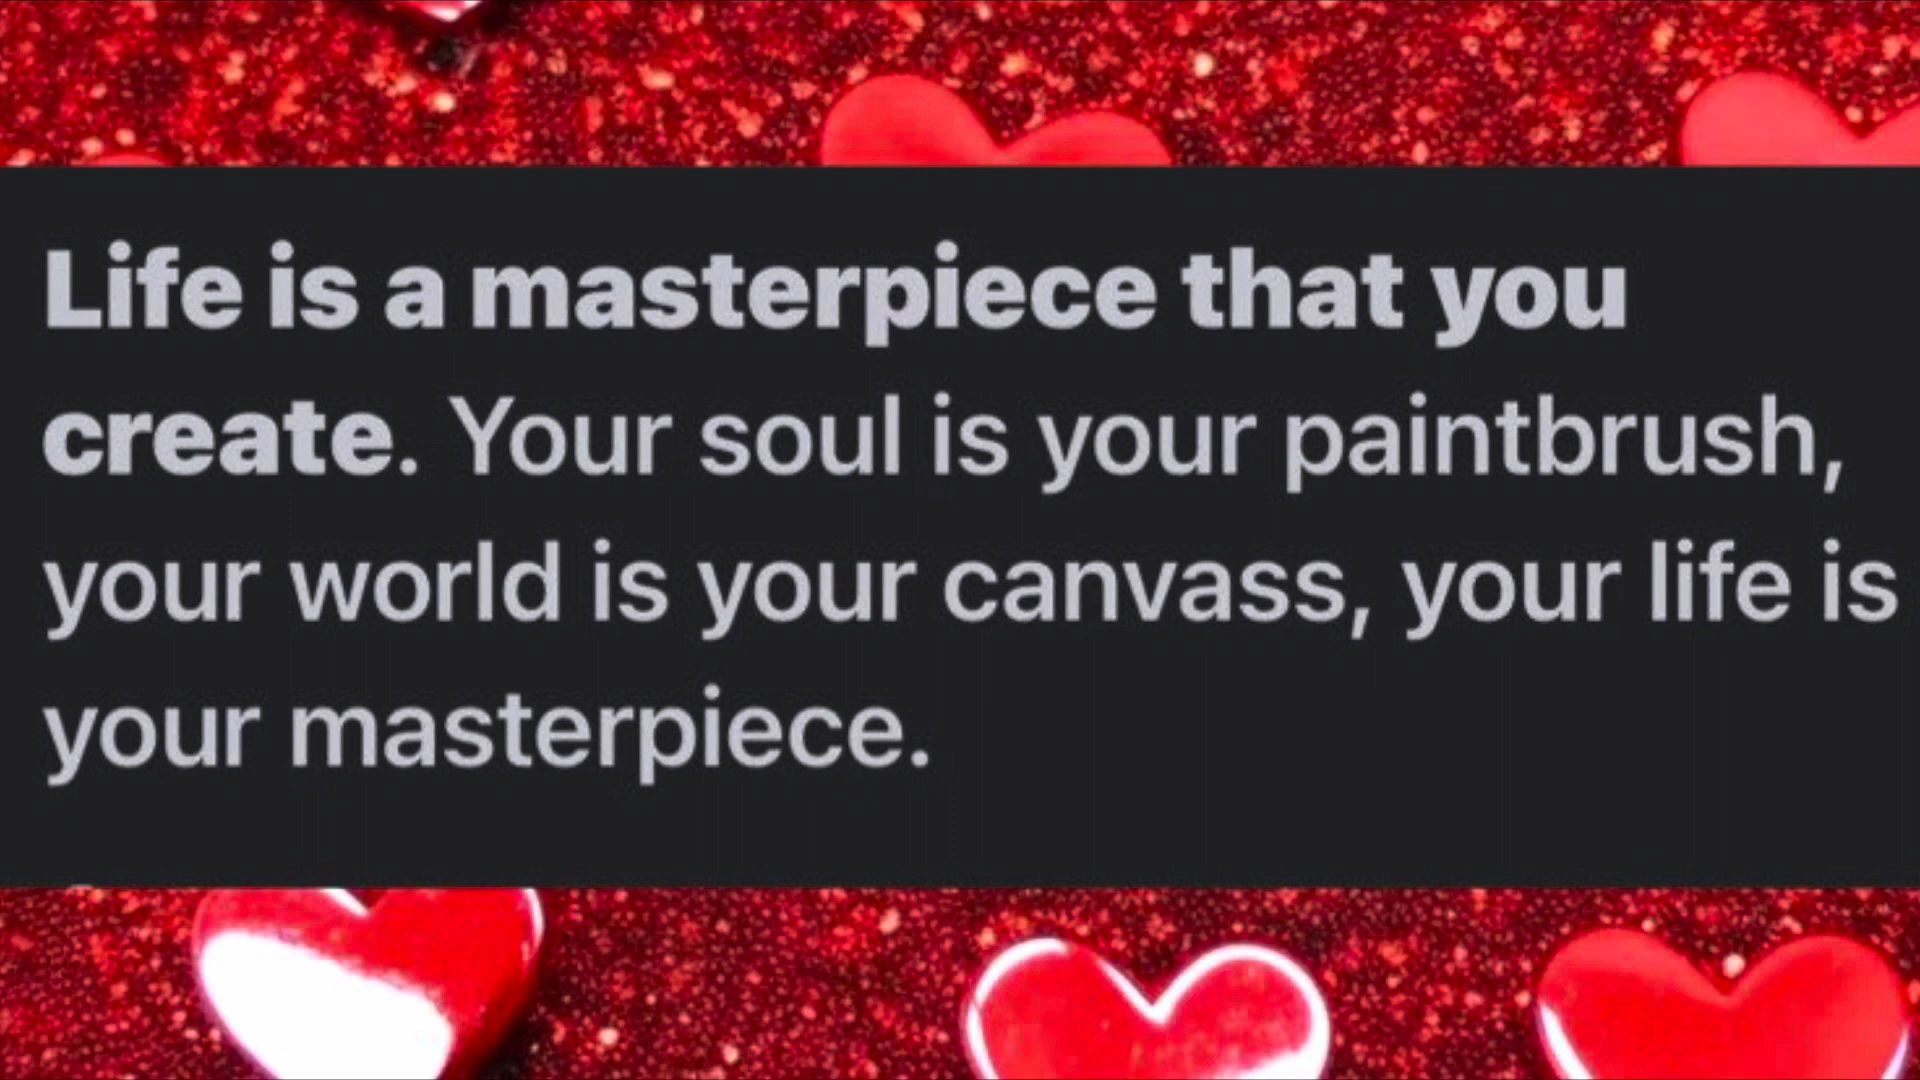 Life is a masterpiece that you
create. Your soul is your paintbrush,
your world is your canvass, your life is
your masterpiece.